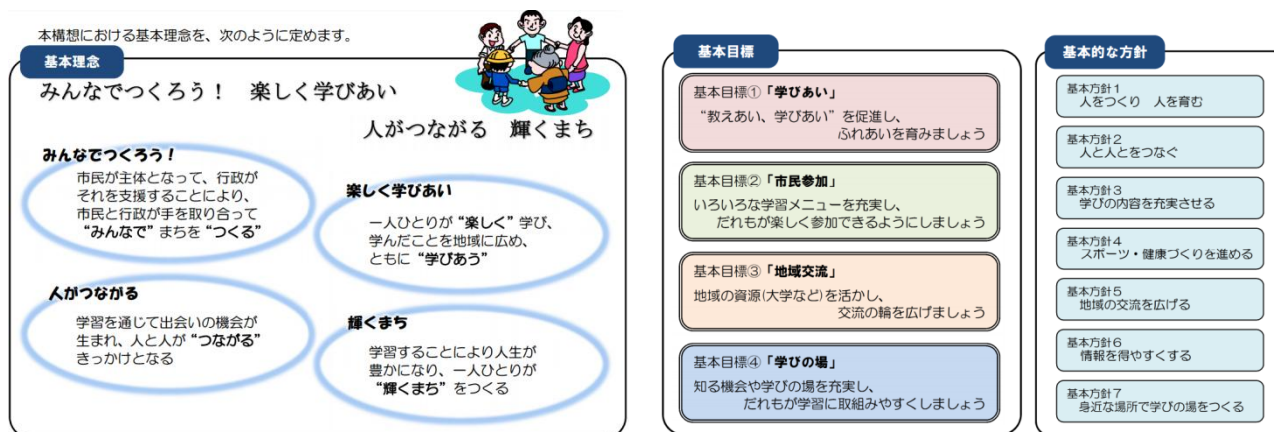 本構想における基本理念を、次のように定めます。
基本理念
みんなでつくろう！　楽しく学びあい
人がつながる　輝くまち
みんなでつくろう！
市民が主体となって、行政が
それを支援することにより、
市民と行政が手を取り合って
“みんなで” まちを “つくる”
楽しく学びあい
一人ひとりが “楽しく” 学び、
学んだことを地域に広め、
ともに “学びあう”
人がつながる
学習を通じて出会いの機会が
生まれ、人と人が “つながる”
きっかけとなる
輝くまち
学習することにより人生が
豊かになり、一人ひとりが
“輝くまち” をつくる
基本目標
基本目標①「学びあい」
“教えあい、学びあい” を促進し、
ふれあいを育みましょう
基本目標②「市民参加」
いろいろな学習メニューを充実し、
だれもが楽しく参加できるようにしましょう
基本目標③「地域交流」
地域の資源(大学など)を活かし、
交流の輪を広げましょう
基本目標④「学びの場」
知る機会や学びの場を充実し、
だれもが学習に取組みやすくしましょう
基本的な方針
基本方針1
人をつくり　人を育む
基本方針2
人と人とをつなぐ
基本方針3
学びの内容を充実させる
基本方針4
スポーツ・健康づくりを進める
基本方針5
地域の交流を広げる
基本方針6
情報を得やすくする
基本方針7
身近な場所で学びの場をつくる